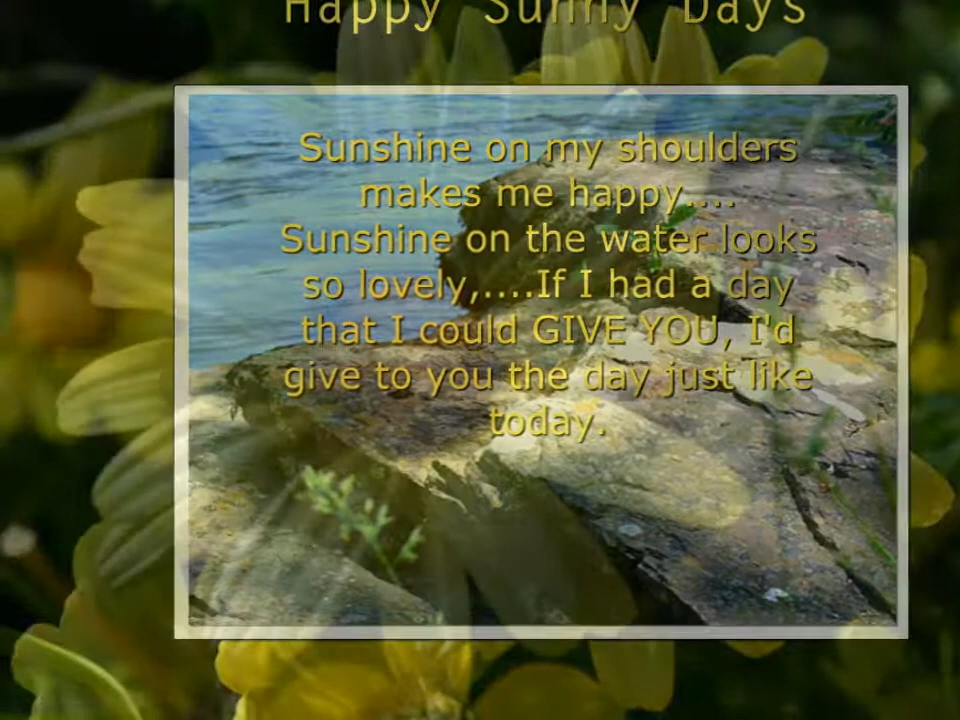 Happy Sunny Days
Sunshine on my shoulders
makes me happy....
Sunshine on the water looks
so lovely,....If I had a day
that I could GIVE YOU, I'd
give to you the day just like
today.